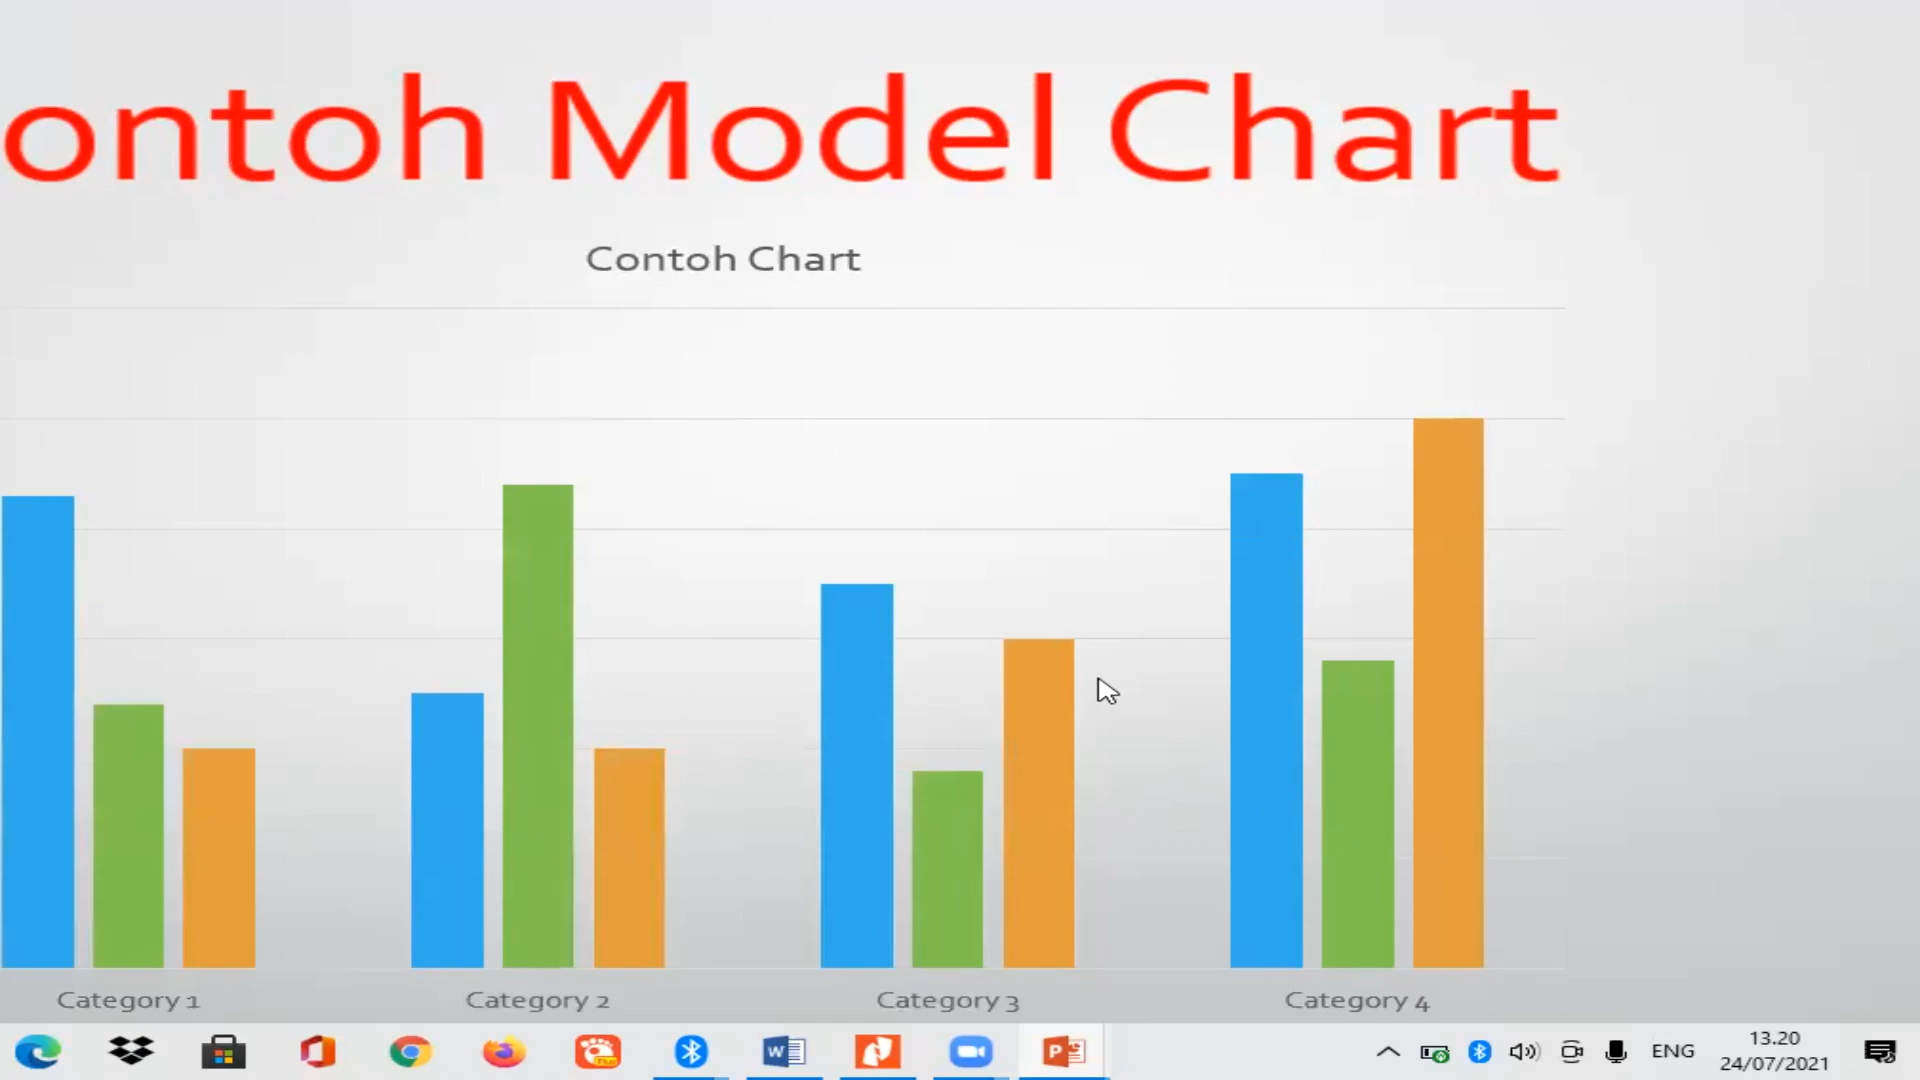 ontoh Model Chart
Contoh Chart
Category 1 Category 2 Category 3 Category 4
Plus
W
P
ENG
13.20
24/07/2021